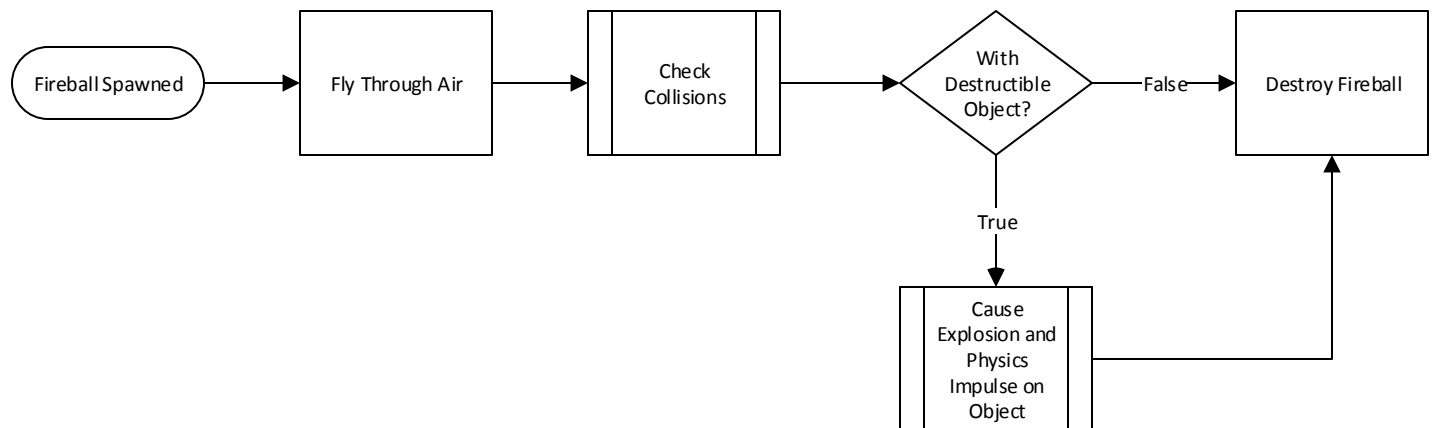 Fireball Spawned
Fly Through Air
Check
Collisions
With
Destructible
Object?
False
Destroy Fireball
True
Cause
Explosion and
Physics
Impulse on
Object